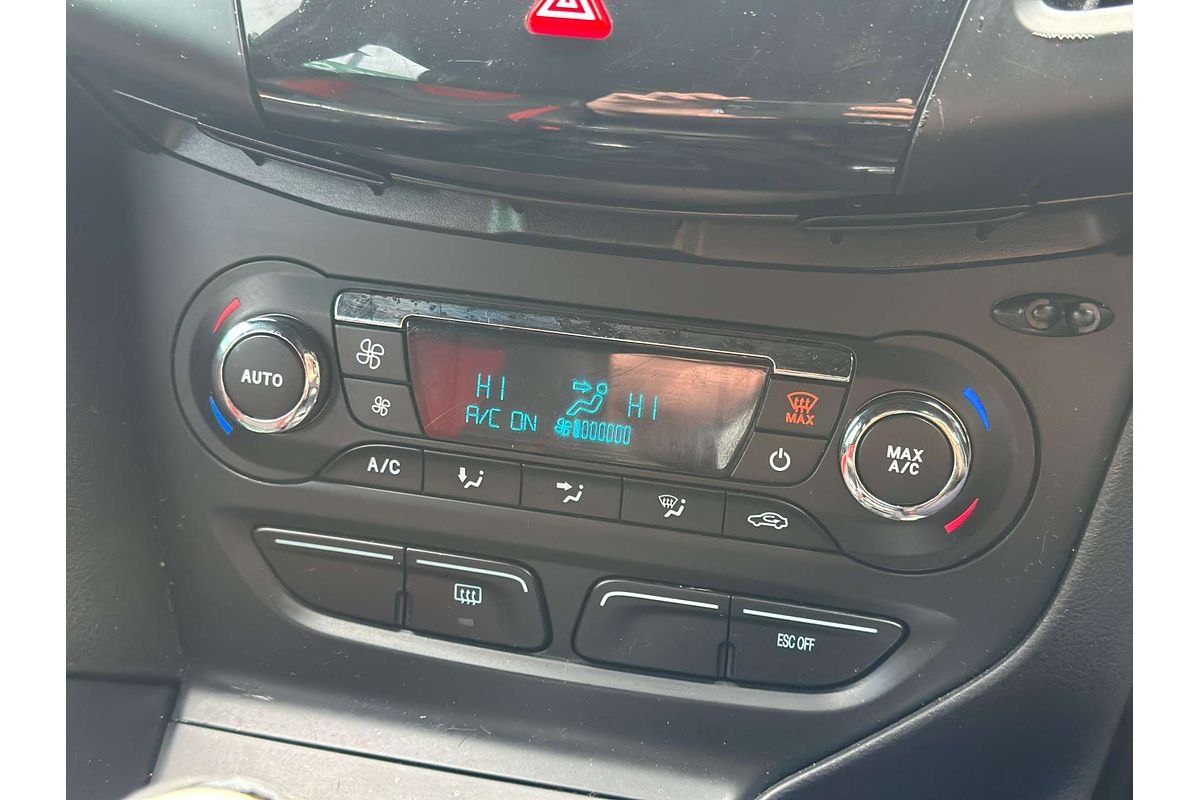 AUTO
HI
HI
A/C ON
MAX
MAX
A/C
A/C
ESC OFF